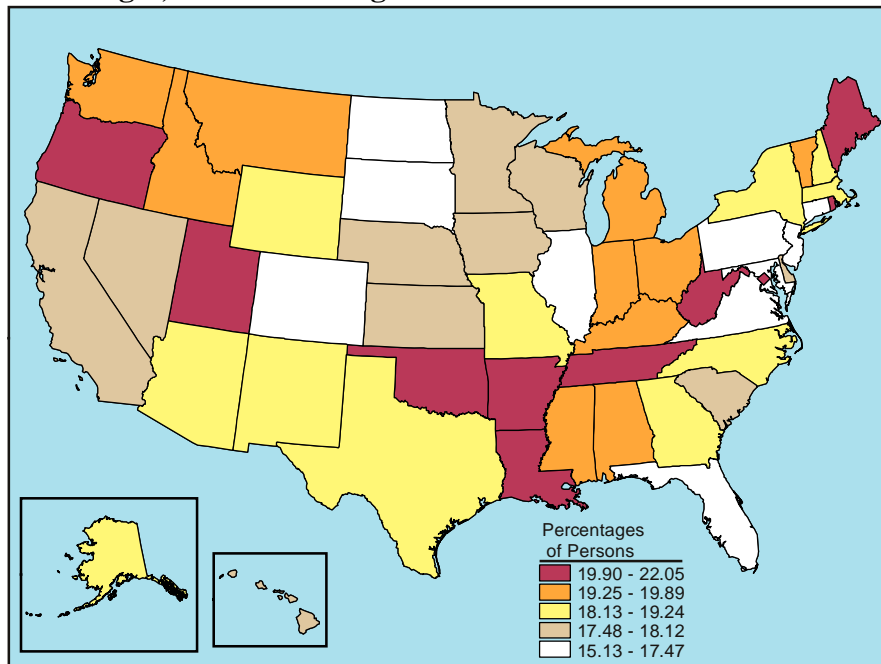 Percentages
of Persons
19.90 - 22.05
19.25 - 19.89
18.13 - 19.24
17.48 - 18.12
15.13 - 17.47